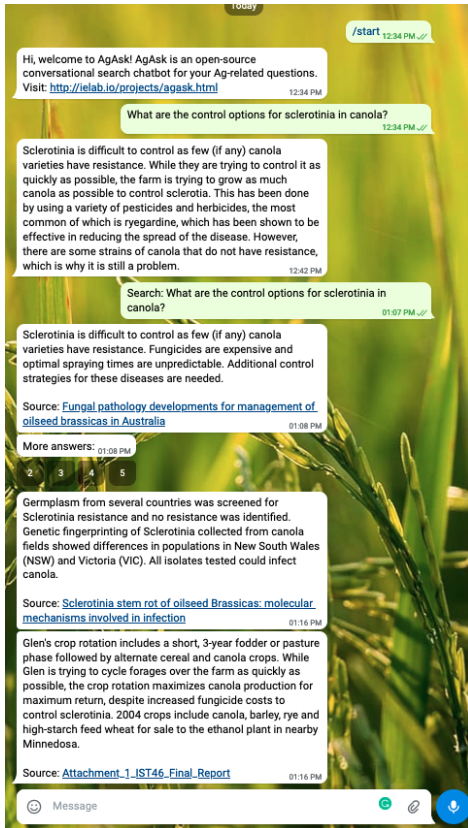 Today
/start 12:34 PM
Hi, welcome to AgAsk! AgAsk is an open-source
conversational search chatbot for your Ag-related questions.
Visit: http://ielab.io/projects/agask.html
12:34 PM
What are the control options for sclerotinia in canola?
12:34 PM
Sclerotinia is difficult to control as few (if any) canola
varieties have resistance. While they are trying to control it as
quickly as possible, the farm is trying to grow as much
canola as possible to control sclerotia. This has been done
by using a variety of pesticides and herbicides, the most
common of which is ryegardine, which has been shown to be
effective in reducing the spread of the disease. However,
there are some strains of canola that do not have resistance,
which is why it is still a problem.
12:42 PM
Search: What are the control options for sclerotinia in
canola?
01:07 PM
Sclerotinia is difficult to control as few (if any) canola
varieties have resistance. Fungicides are expensive and
optimal spraying times are unpredictable. Additional control
strategies for these diseases are needed.
Source: Fungal pathology developments for management of
oilseed brassicas in Australia
01:08 PM
More answers: 01:08 PM
2 3 4 5
Germplasm from several countries was screened for
Sclerotinia resistance and no resistance was identified.
Genetic fingerprinting of Sclerotinia collected from canola
fields showed differences in populations in New South Wales
(NSW) and Victoria (VIC). All isolates tested could infect
canola.
Source: Sclerotinia stem rot of oilseed Brassicas: molecular
mechanisms involved in infection
01:16 PM
Glen's crop rotation includes a short, 3-year fodder or pasture
phase followed by alternate cereal and canola crops. While
Glen is trying to cycle forages over the farm as quickly as
possible, the crop rotation maximizes canola production for
maximum return, despite increased fungicide costs to
control sclerotinia. 2004 crops include canola, barley, rye and
high-starch feed wheat for sale to the ethanol plant in nearby
Minnedosa.
Source: Attachment_1_IST46_Final_Report
01:16 PM
Message